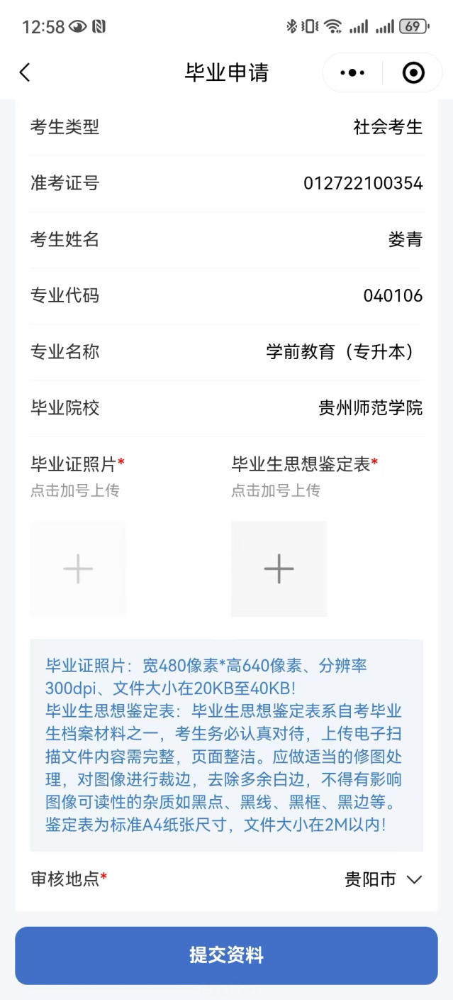 12:58
69
毕业申请
考生类型 社会考生
准考证号 012722100354
考生姓名 娄青
专业代码 040106
专业名称 学前教育（专升本）
毕业院校 贵州师范学院
毕业证照片* 毕业生思想鉴定表*
点击加号上传 点击加号上传
毕业证照片：宽480像素*高640像素、分辨率
300dpi、文件大小在20KB至40KB！
毕业生思想鉴定表：毕业生思想鉴定表系自考毕业
生档案材料之一，考生务必认真对待，上传电子扫
描文件内容需完整，页面整洁。应做适当的修图处
理，对图像进行裁边，去除多余白边，不得有影响
图像可读性的杂质如黑点、黑线、黑框、黑边等。
鉴定表为标准A4纸张尺寸，文件大小在2M以内！
审核地点* 贵阳市
提交资料